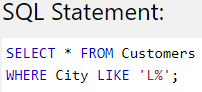 SQL Statement:
SELECT * FROM Customers
WHERE City LIKE 'L%';